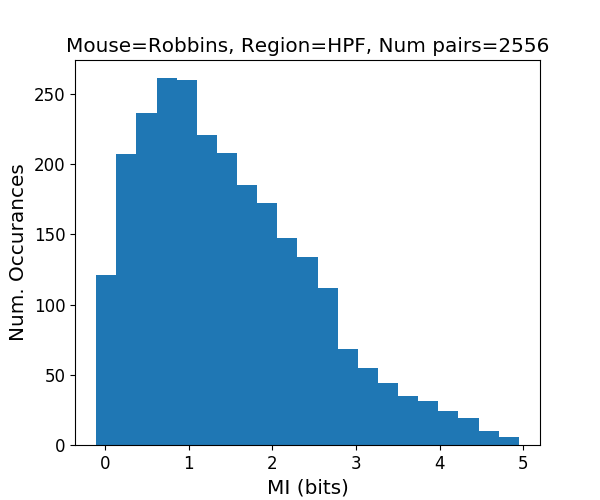 Mouse=Robbins, Region=HPF, Num pairs=2556
250
200
150
100
50
0
Num. Occurances
0 1 2 3 4 5
MI (bits)